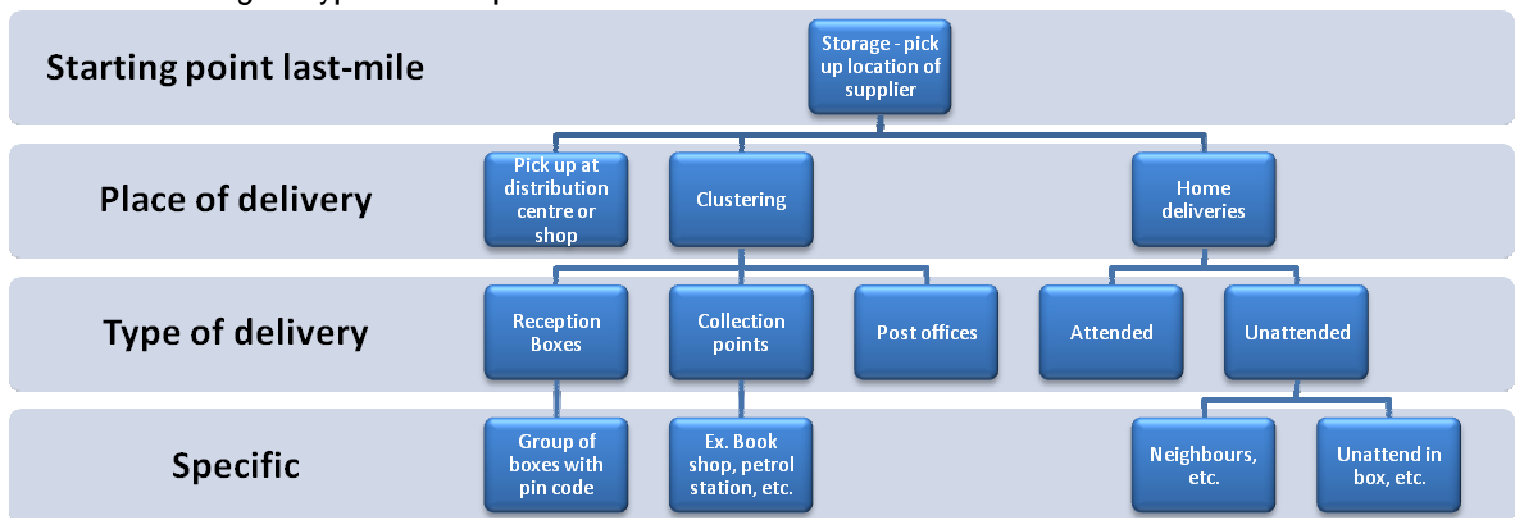 Starting point last-mile
Storage - pick
up location of
supplier
Place of delivery
Pick up at
distribution
centre or
shop
Clustering
Home
deliveries
Type of delivery
Reception
Boxes
Collection
points
Post offices
Attended
Unattended
Specific
Group of
boxes with
pin code
Ex. Book
shop, petrol
station, etc.
Neighbours,
etc.
Unattend in
box, etc.